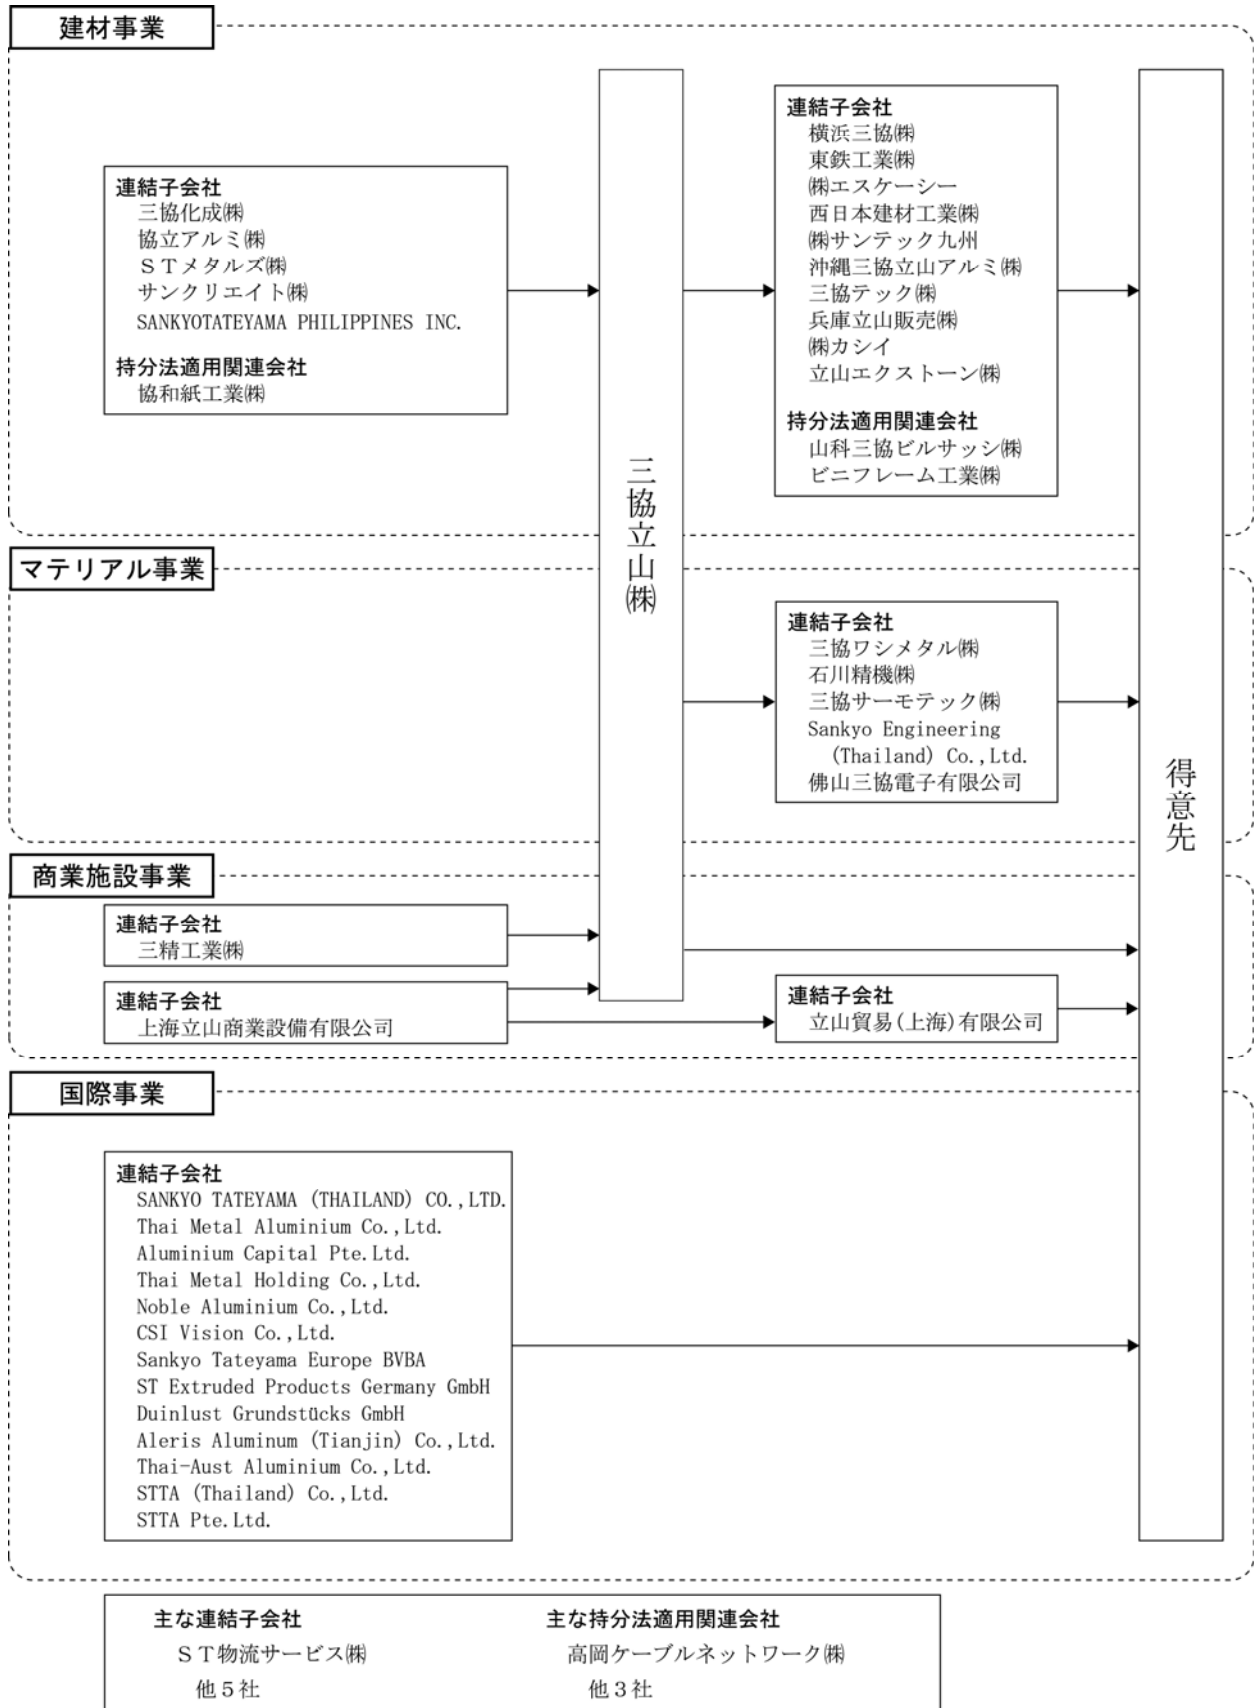 建材事業
連結子会社
三協化成㈱
協立アルミ㈱
ＳＴメタルズ㈱
サンクリエイト㈱
SANKYOTATEYAMA PHILIPPINES INC.
持分法適用関連会社
協和紙工業㈱
三協立山㈱
連結子会社
横浜三協㈱
東鉄工業㈱
㈱エスケーシー
西日本建材工業㈱
㈱サンテック九州
沖縄三協立山アルミ㈱
三協テック㈱
兵庫立山販売㈱
㈱カシイ
立山エクストーン㈱
持分法適用関連会社
山科三協ビルサッシ㈱
ビニフレーム工業㈱
得意先
マテリアル事業
連結子会社
三協ワシメタル㈱
石川精機㈱
三協サーモテック㈱
Sankyo Engineering
(Thailand) Co.,Ltd.
佛山三協電子有限公司
商業施設事業
連結子会社
三精工業㈱
連結子会社
上海立山商業設備有限公司
連結子会社
立山貿易(上海)有限公司
国際事業
連結子会社
SANKYO TATEYAMA (THAILAND) CO.,LTD.
Thai Metal Aluminium Co.,Ltd.
Aluminium Capital Pte.Ltd.
Thai Metal Holding Co.,Ltd.
Noble Aluminium Co.,Ltd.
CSI Vision Co.,Ltd.
Sankyo Tateyama Europe BVBA
ST Extruded Products Germany GmbH
Duinlust Grundstücks GmbH
Aleris Aluminum (Tianjin) Co.,Ltd.
Thai-Aust Aluminium Co.,Ltd.
STTA (Thailand) Co.,Ltd.
STTA Pte.Ltd.
主な連結子会社
ＳＴ物流サービス㈱
他５社
主な持分法適用関連会社
高岡ケーブルネットワーク㈱
他３社